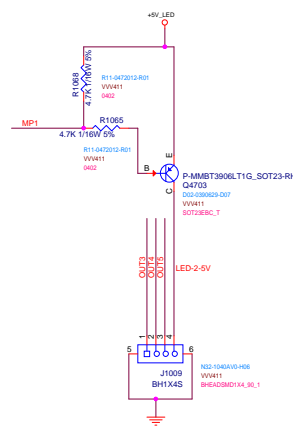 +5V_LED
R1068
4.7K 1/16W 5%
R11-0472012-R01
VVV411
0402
MP1
R1065
4.7K 1/16W 5%
R11-0472012-R01
VVV411
0402
E
B
C
P-MMBT3906LT1G_SOT23-RH
Q4703
D02-0390629-D07
VVV411
SOT23EBC_T
OUT3
OUT4
OUT5
LED-2-5V
1
2
3
4
5
6
J1009
BH1X4S
N32-1040AV0-H06
VVV411
BHEADSMD1X4_90_1